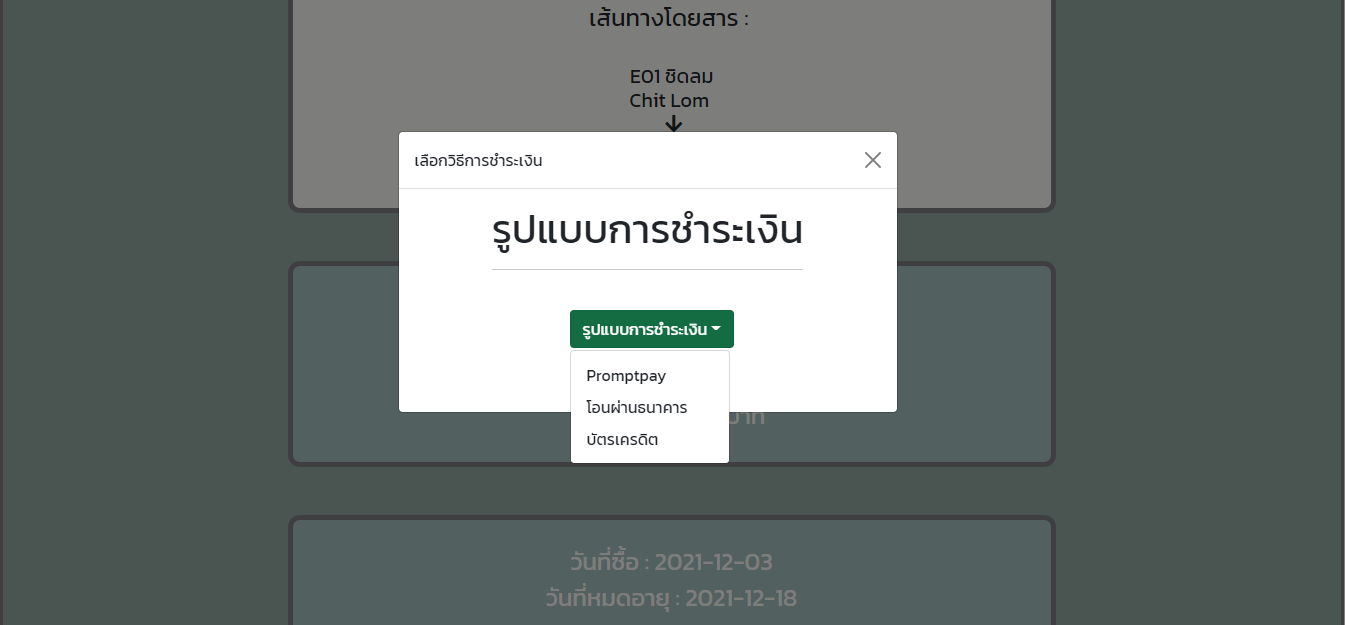 เส้นทางโดยสาร :
E01 ชิดลม
Chit Lom
เลือกวิธีการชำระเงิน
รูปแบบการชำระเงิน
รูปแบบการชำระเงิน
Promptpay
โอนผ่านธนาคาร
บัตรเครดิต
บาท
วันที่ซื้อ : 2021-12-03
วันที่หมดอายุ : 2021-12-18